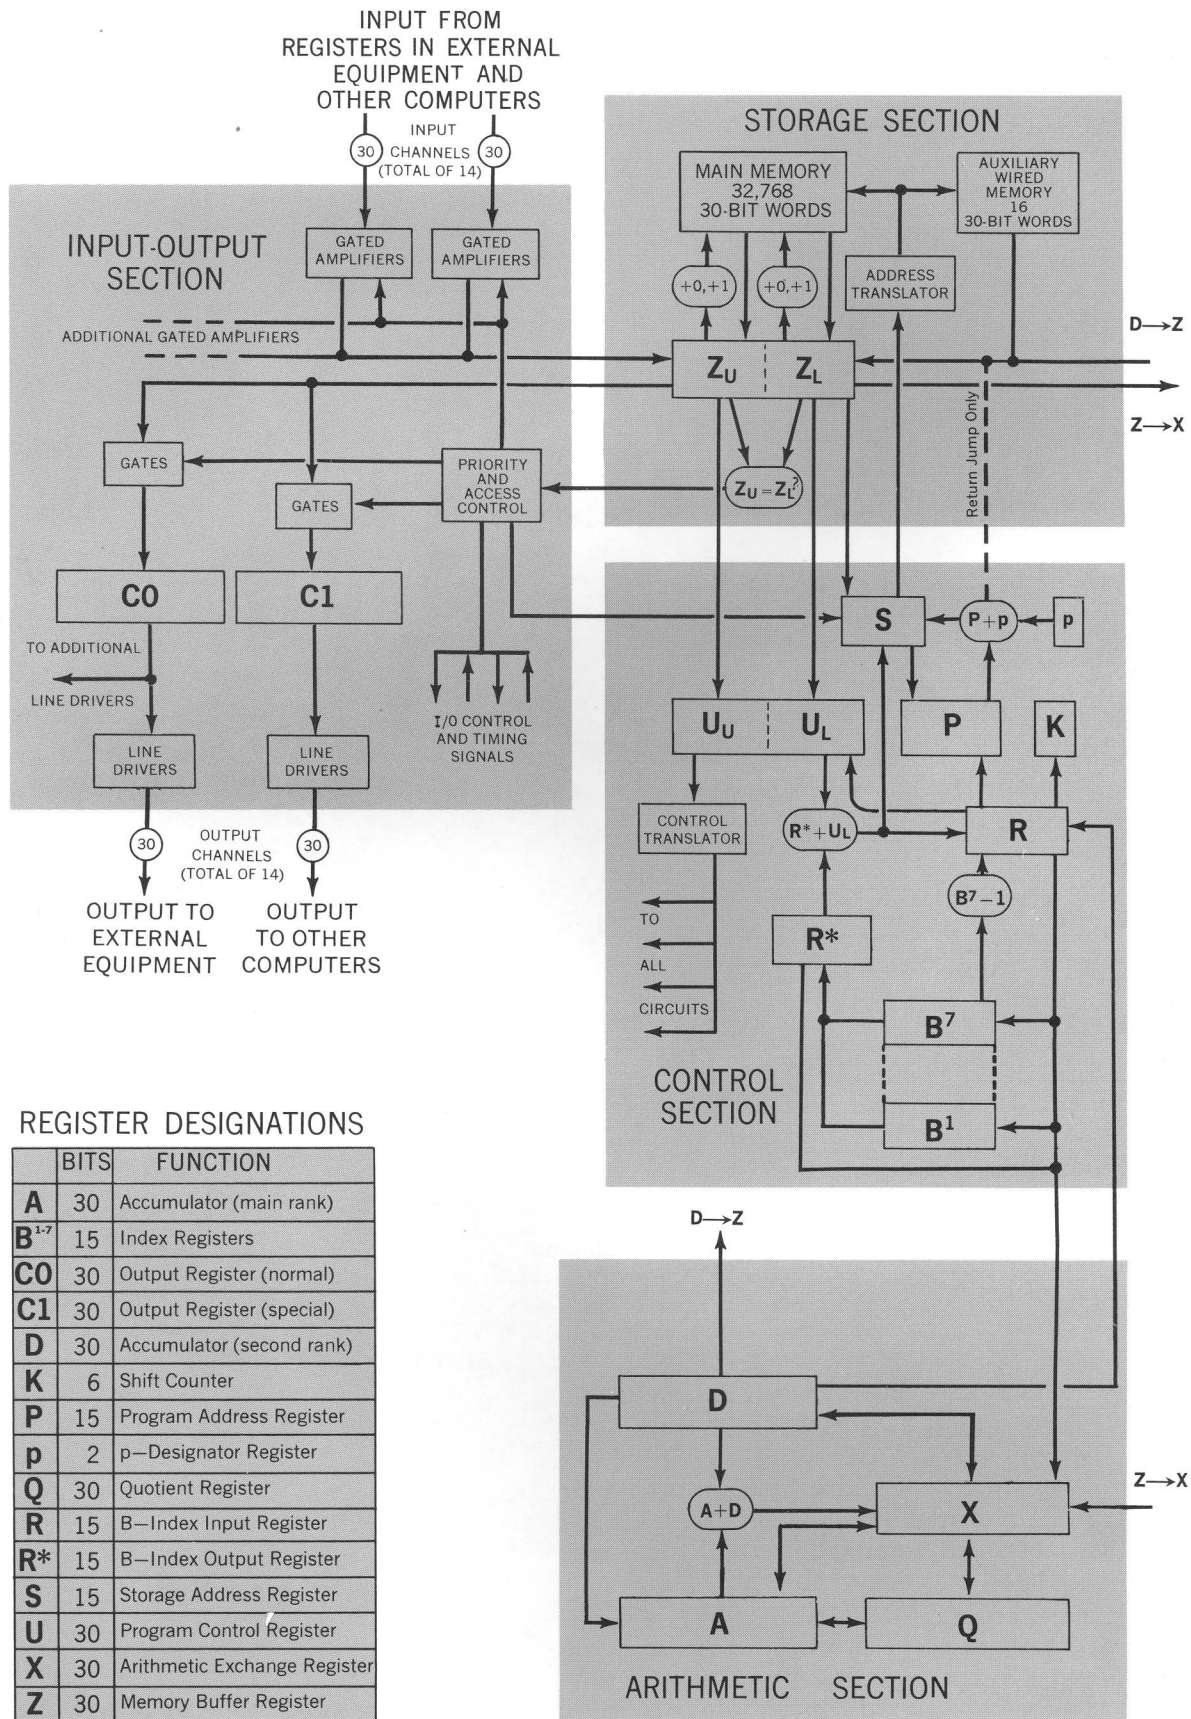 INPUT FROM
REGISTERS IN EXTERNAL
EQUIPMENT AND
OTHER COMPUTERS
INPUT
30 CHANNELS 30
(TOTAL OF 14)
INPUT-OUTPUT
SECTION
GATED
AMPLIFIERS
GATED
AMPLIFIERS
ADDITIONAL GATED AMPLIFIERS
GATES
GATES
PRIORITY
AND
ACCESS
CONTROL
C0
C1
TO ADDITIONAL
LINE DRIVERS
I/O CONTROL
AND TIMING
SIGNALS
LINE
DRIVERS
LINE
DRIVERS
OUTPUT
30 CHANNELS 30
(TOTAL OF 14)
OUTPUT TO
EXTERNAL
EQUIPMENT
OUTPUT
TO OTHER
COMPUTERS
STORAGE SECTION
MAIN MEMORY
32,768
30-BIT WORDS
AUXILIARY
WIRED
MEMORY
16
30-BIT WORDS
+0,+1
+0,+1
ADDRESS
TRANSLATOR
D→Z
ZU ZL
Z→X
Return Jump Only
ZU=ZL?
S
P+p
p
UU UL
P
K
CONTROL
TRANSLATOR
R*+UL
R
B7−1
TO
ALL
CIRCUITS
R*
B7
B1
CONTROL
SECTION
REGISTER DESIGNATIONS
BITS FUNCTION
A 30 Accumulator (main rank)
B1-7 15 Index Registers
C0 30 Output Register (normal)
C1 30 Output Register (special)
D 30 Accumulator (second rank)
K 6 Shift Counter
P 15 Program Address Register
p 2 p—Designator Register
Q 30 Quotient Register
R 15 B—Index Input Register
R* 15 B—Index Output Register
S 15 Storage Address Register
U 30 Program Control Register
X 30 Arithmetic Exchange Register
Z 30 Memory Buffer Register
D→Z
D
A+D
X
Z→X
A
Q
ARITHMETIC SECTION